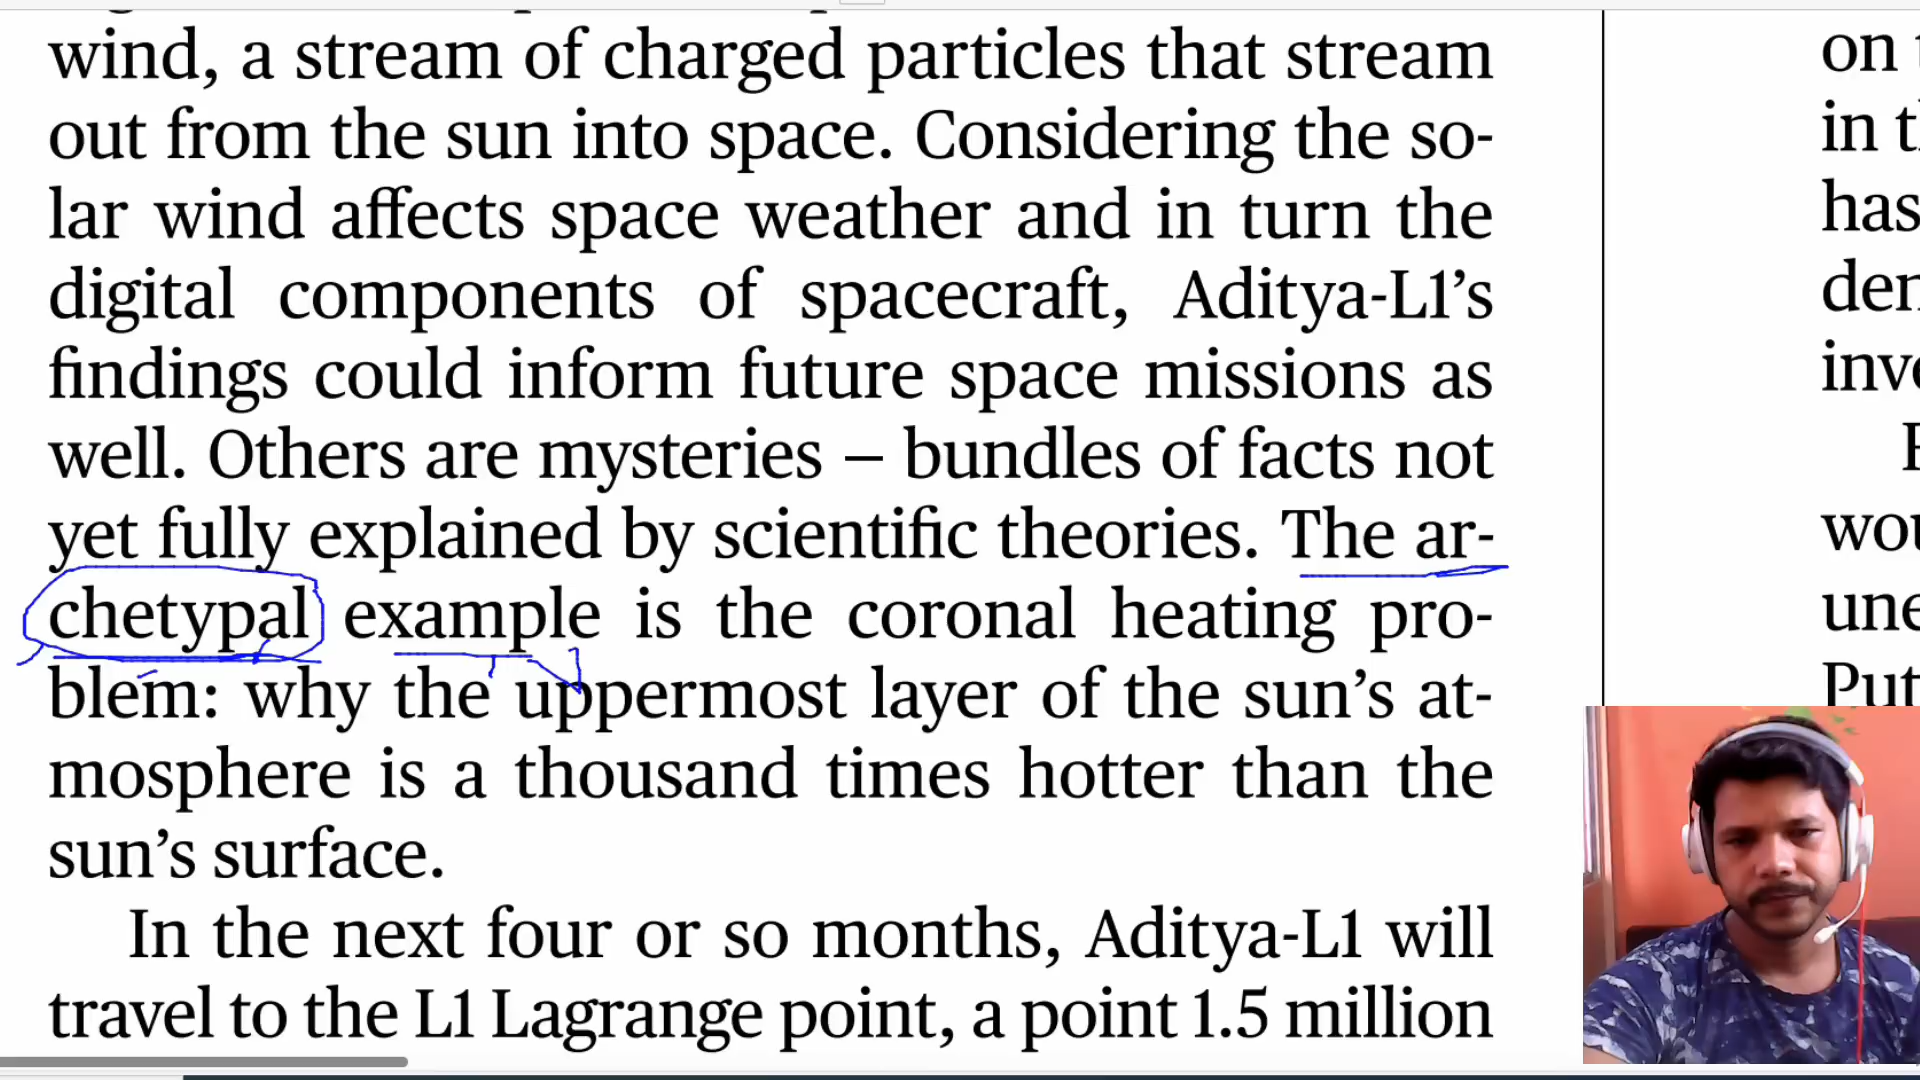 wind, a stream of charged particles that stream
out from the sun into space. Considering the so-
lar wind affects space weather and in turn the
digital components of spacecraft, Aditya-L1’s
findings could inform future space missions as
well. Others are mysteries – bundles of facts not
yet fully explained by scientific theories. The ar-
chetypal example is the coronal heating pro-
blem: why the uppermost layer of the sun’s at-
mosphere is a thousand times hotter than the
sun’s surface.
In the next four or so months, Aditya-L1 will
travel to the L1 Lagrange point, a point 1.5 million
on
in
has
inve
wou
une
Put